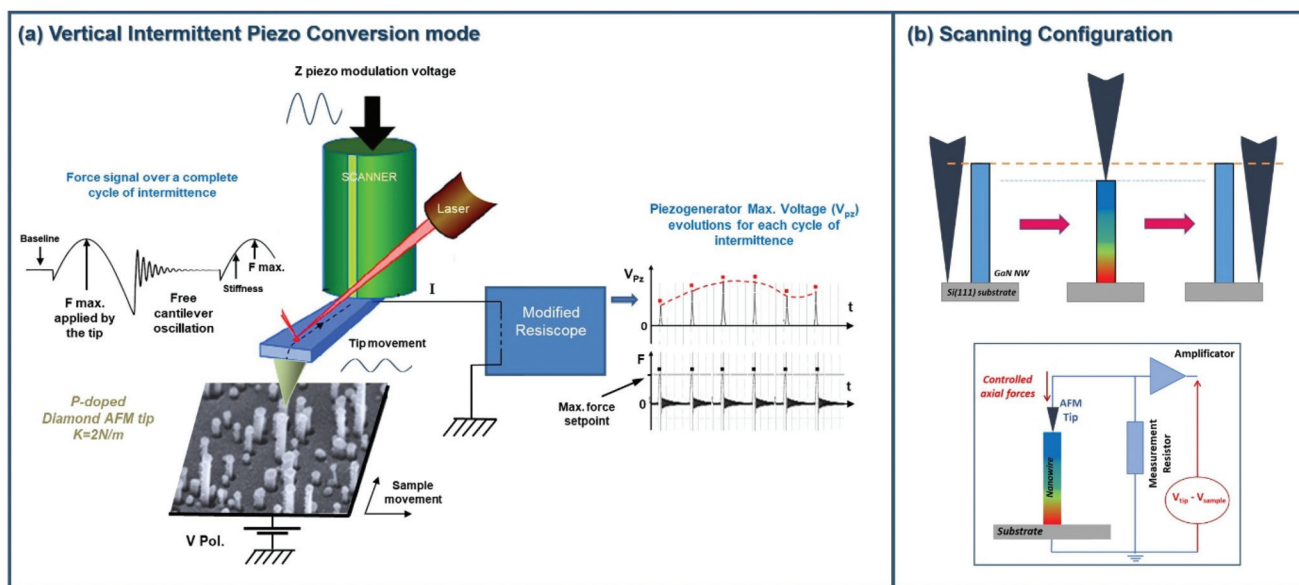 (a) Vertical Intermittent Piezo Conversion mode
Z piezo modulation voltage
SCANNER
Laser
Force signal over a complete
cycle of intermittence
Baseline
F max.
applied by
the tip
Free
cantilever
oscillation
F max.
Stiffness
I
Tip movement
Modified
Resiscope
P-doped
Diamond AFM tip
K=2N/m
Sample
movement
V Pol.
Piezogenerator Max. Voltage (Vpz)
evolutions for each cycle of
intermittence
VPz
0
t
F
0
t
Max. force
setpoint
(b) Scanning Configuration
GaN NW
Si(111) substrate
Amplificator
Controlled
axial forces
AFM
Tip
Nanowire
Measurement
Resistor
Vtip - Vsample
Substrate